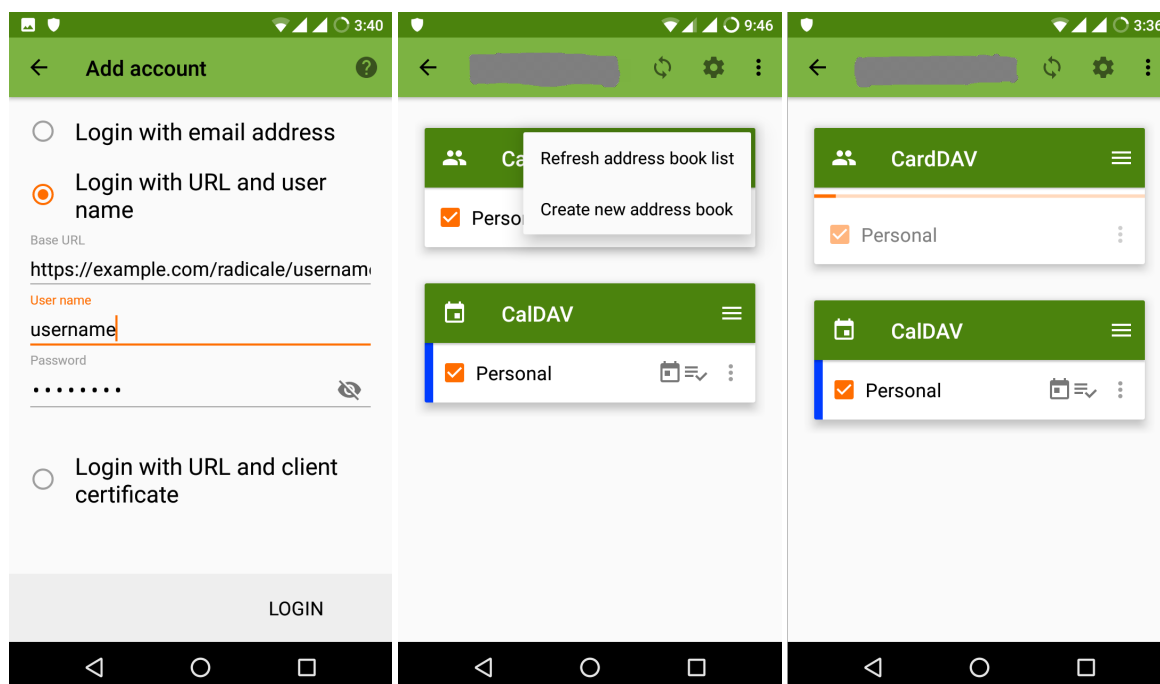 3:40
Add account
Login with email address
Login with URL and user
name
Base URL
https://example.com/radicale/usernam
User name
username
Password
Login with URL and client
certificate
LOGIN
9:46
Ca
Refresh address book list
Perso
Create new address book
CalDAV
Personal
3:36
CardDAV
Personal
CalDAV
Personal